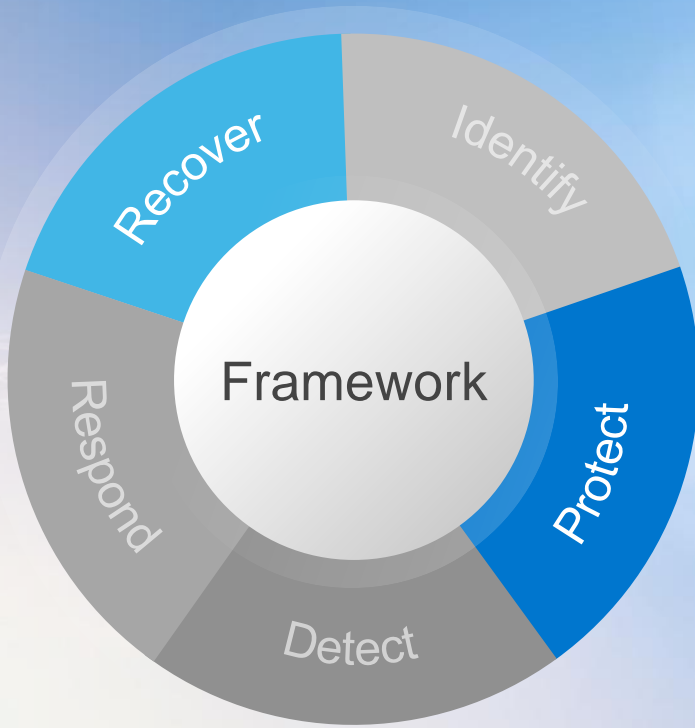 Recover
Identify
Framework
Respond
Protect
Detect